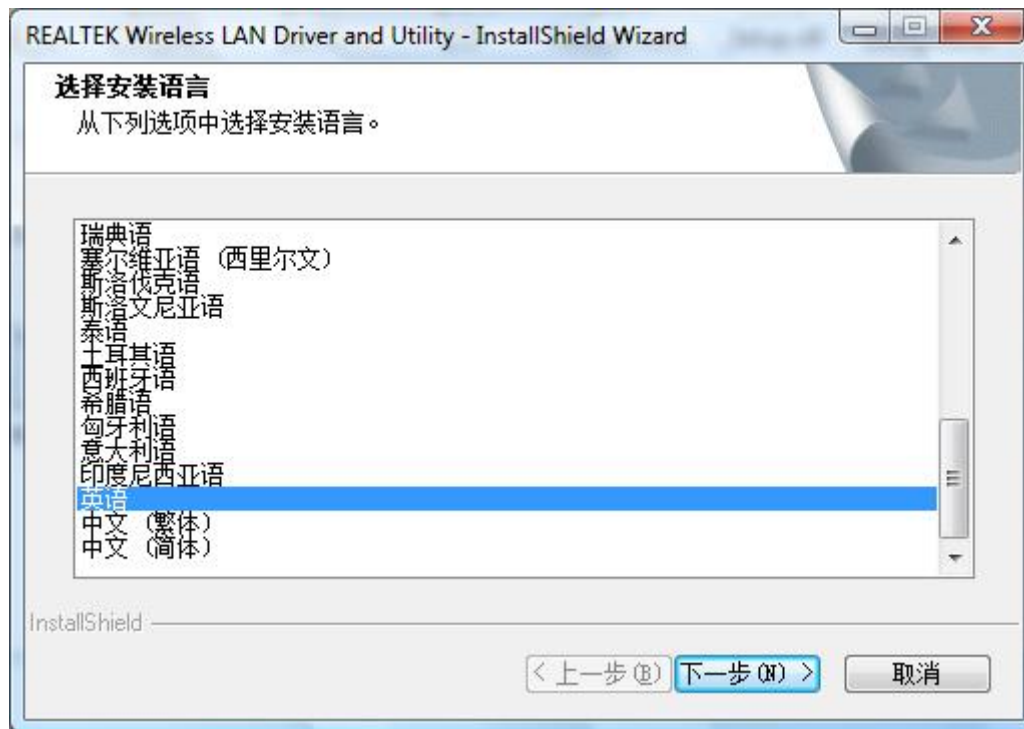 REALTEK Wireless LAN Driver and Utility - InstallShield Wizard
选择安装语言
从下列选项中选择安装语言。
瑞典语
塞尔维亚语 (西里尔文)
斯洛伐克语
斯洛文尼亚语
泰语
土耳其语
西班牙语
希腊语
匈牙利语
意大利语
印度尼西亚语
英语
中文 (繁体)
中文 (简体)
InstallShield
< 上一步(B) 下一步(N) > 取消